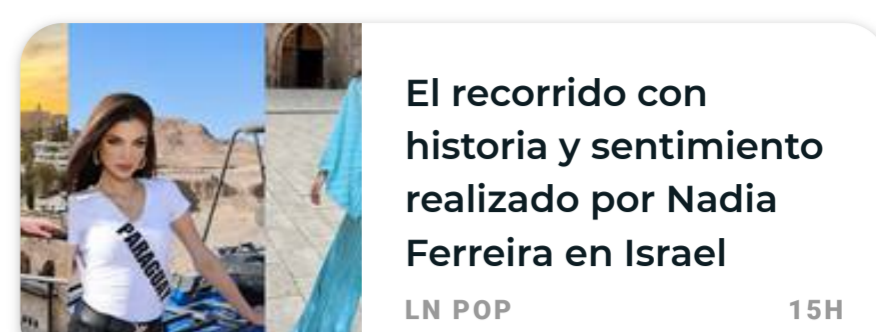 PARAGUAY
El recorrido con
historia y sentimiento
realizado por Nadia
Ferreira en Israel
LN POP 15H